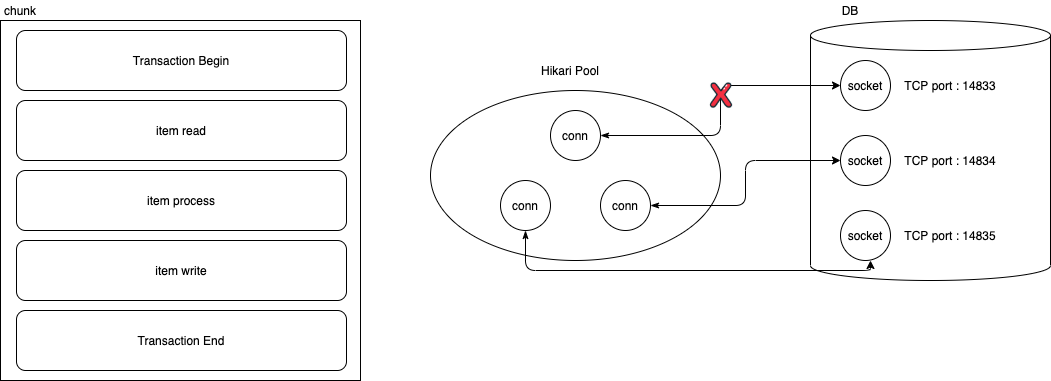 chunk
Transaction Begin
item read
item process
item write
Transaction End
Hikari Pool
conn
conn
conn
DB
socket
TCP port : 14833
socket
TCP port : 14834
socket
TCP port : 14835